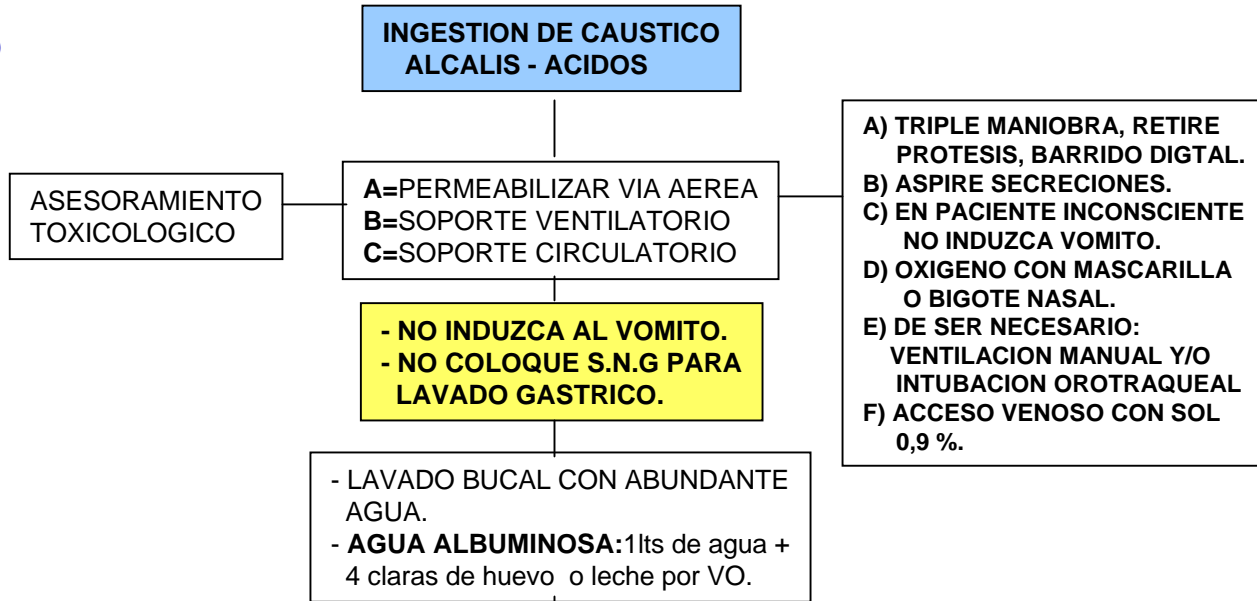 INGESTION DE CAUSTICO
ALCALIS - ACIDOS
ASESORAMIENTO
TOXICOLOGICO
A=PERMEABILIZAR VIA AEREA
B=SOPORTE VENTILATORIO
C=SOPORTE CIRCULATORIO
A) TRIPLE MANIOBRA, RETIRE
PROTESIS, BARRIDO DIGTAL.
B) ASPIRE SECRECIONES.
C) EN PACIENTE INCONSCIENTE
NO INDUZCA VOMITO.
D) OXIGENO CON MASCARILLA
O BIGOTE NASAL.
E) DE SER NECESARIO:
VENTILACION MANUAL Y/O
INTUBACION OROTRAQUEAL
F) ACCESO VENOSO CON SOL
0,9 %.
- NO INDUZCA AL VOMITO.
- NO COLOQUE S.N.G PARA
LAVADO GASTRICO.
- LAVADO BUCAL CON ABUNDANTE
AGUA.
- AGUA ALBUMINOSA:1lts de agua +
4 claras de huevo o leche por VO.